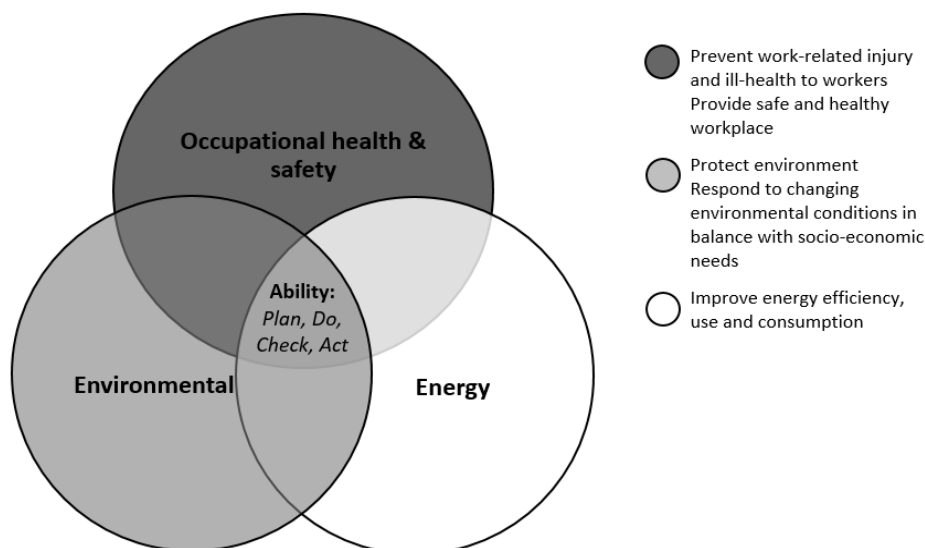 Occupational health &
safety
Ability:
Plan, Do,
Check, Act
Environmental
Energy
Prevent work-related injury
and ill-health to workers
Provide safe and healthy
workplace
Protect environment
Respond to changing
environmental conditions in
balance with socio-economic
needs
Improve energy efficiency,
use and consumption